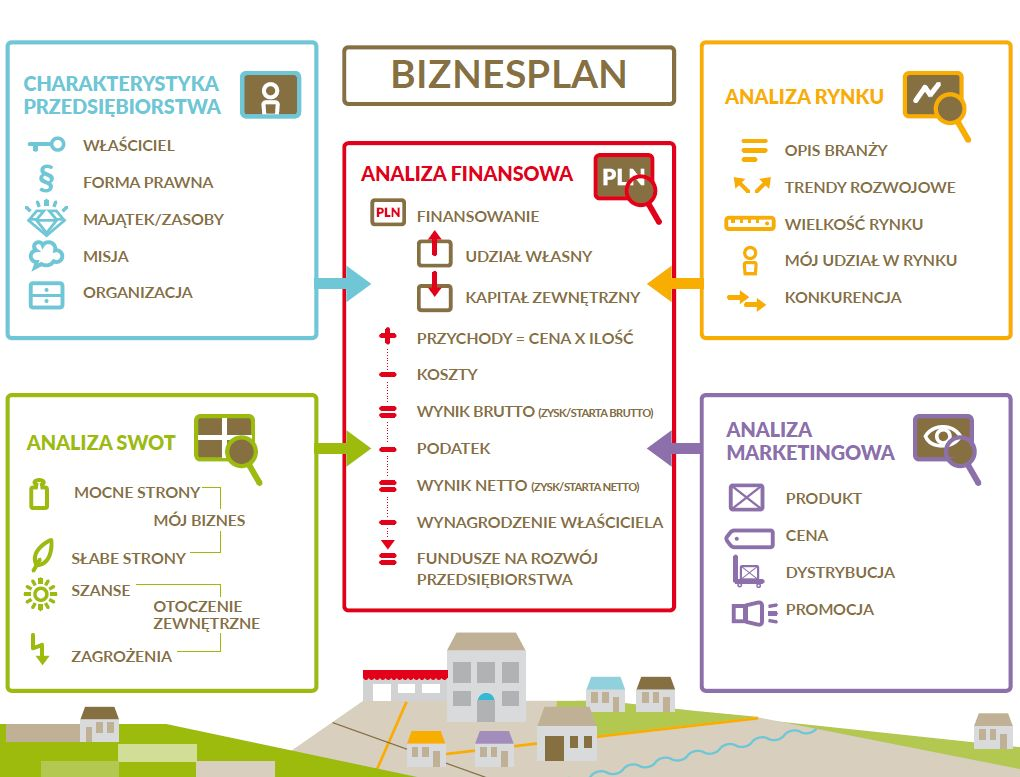 BIZNESPLAN
CHARAKTERYSTYKA
PRZEDSIĘBIORSTWA
WŁAŚCICIEL
§
FORMA PRAWNA
MAJĄTEK/ZASOBY
MISJA
ORGANIZACJA
ANALIZA FINANSOWA
PLN
PLN
FINANSOWANIE
UDZIAŁ WŁASNY
KAPITAŁ ZEWNĘTRZNY
+ PRZYCHODY = CENA X ILOŚĆ
- KOSZTY
= WYNIK BRUTTO (ZYSK/STARTA BRUTTO)
- PODATEK
= WYNIK NETTO (ZYSK/STARTA NETTO)
- WYNAGRODZENIE WŁAŚCICIELA
= FUNDUSZE NA ROZWÓJ
PRZEDSIĘBIORSTWA
ANALIZA RYNKU
OPIS BRANŻY
TRENDY ROZWOJOWE
WIELKOŚĆ RYNKU
MÓJ UDZIAŁ W RYNKU
KONKURENCJA
ANALIZA SWOT
MOCNE STRONY
MÓJ BIZNES
SŁABE STRONY
SZANSE
OTOCZENIE
ZEWNĘTRZNE
ZAGROŻENIA
ANALIZA
MARKETINGOWA
PRODUKT
CENA
DYSTRYBUCJA
PROMOCJA